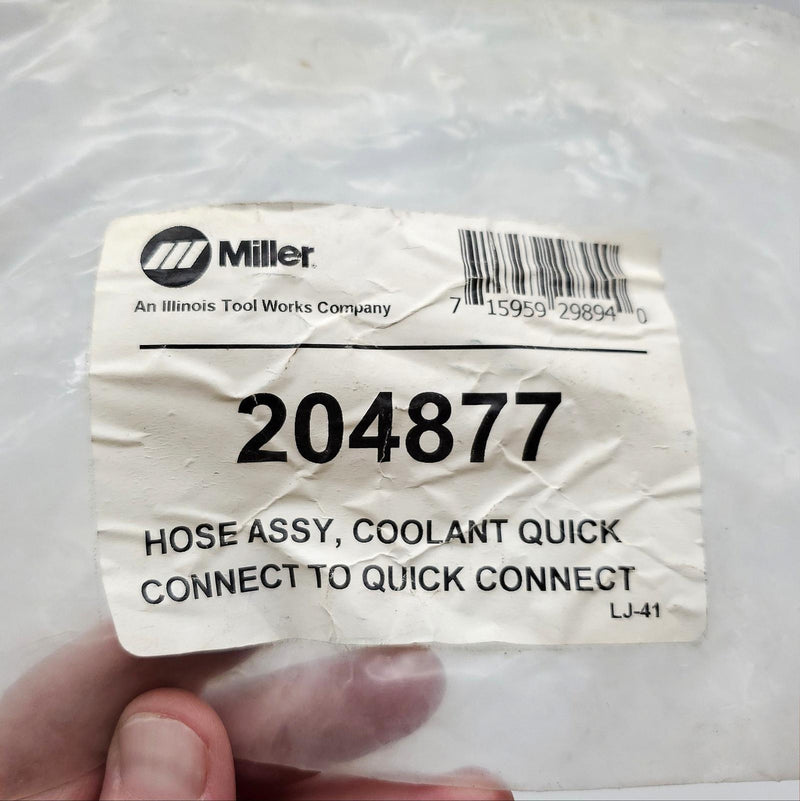 Miller
An Illinois Tool Works Company
7 15959 29894 0
204877
HOSE ASSY, COOLANT QUICK
CONNECT TO QUICK CONNECT
LJ-41